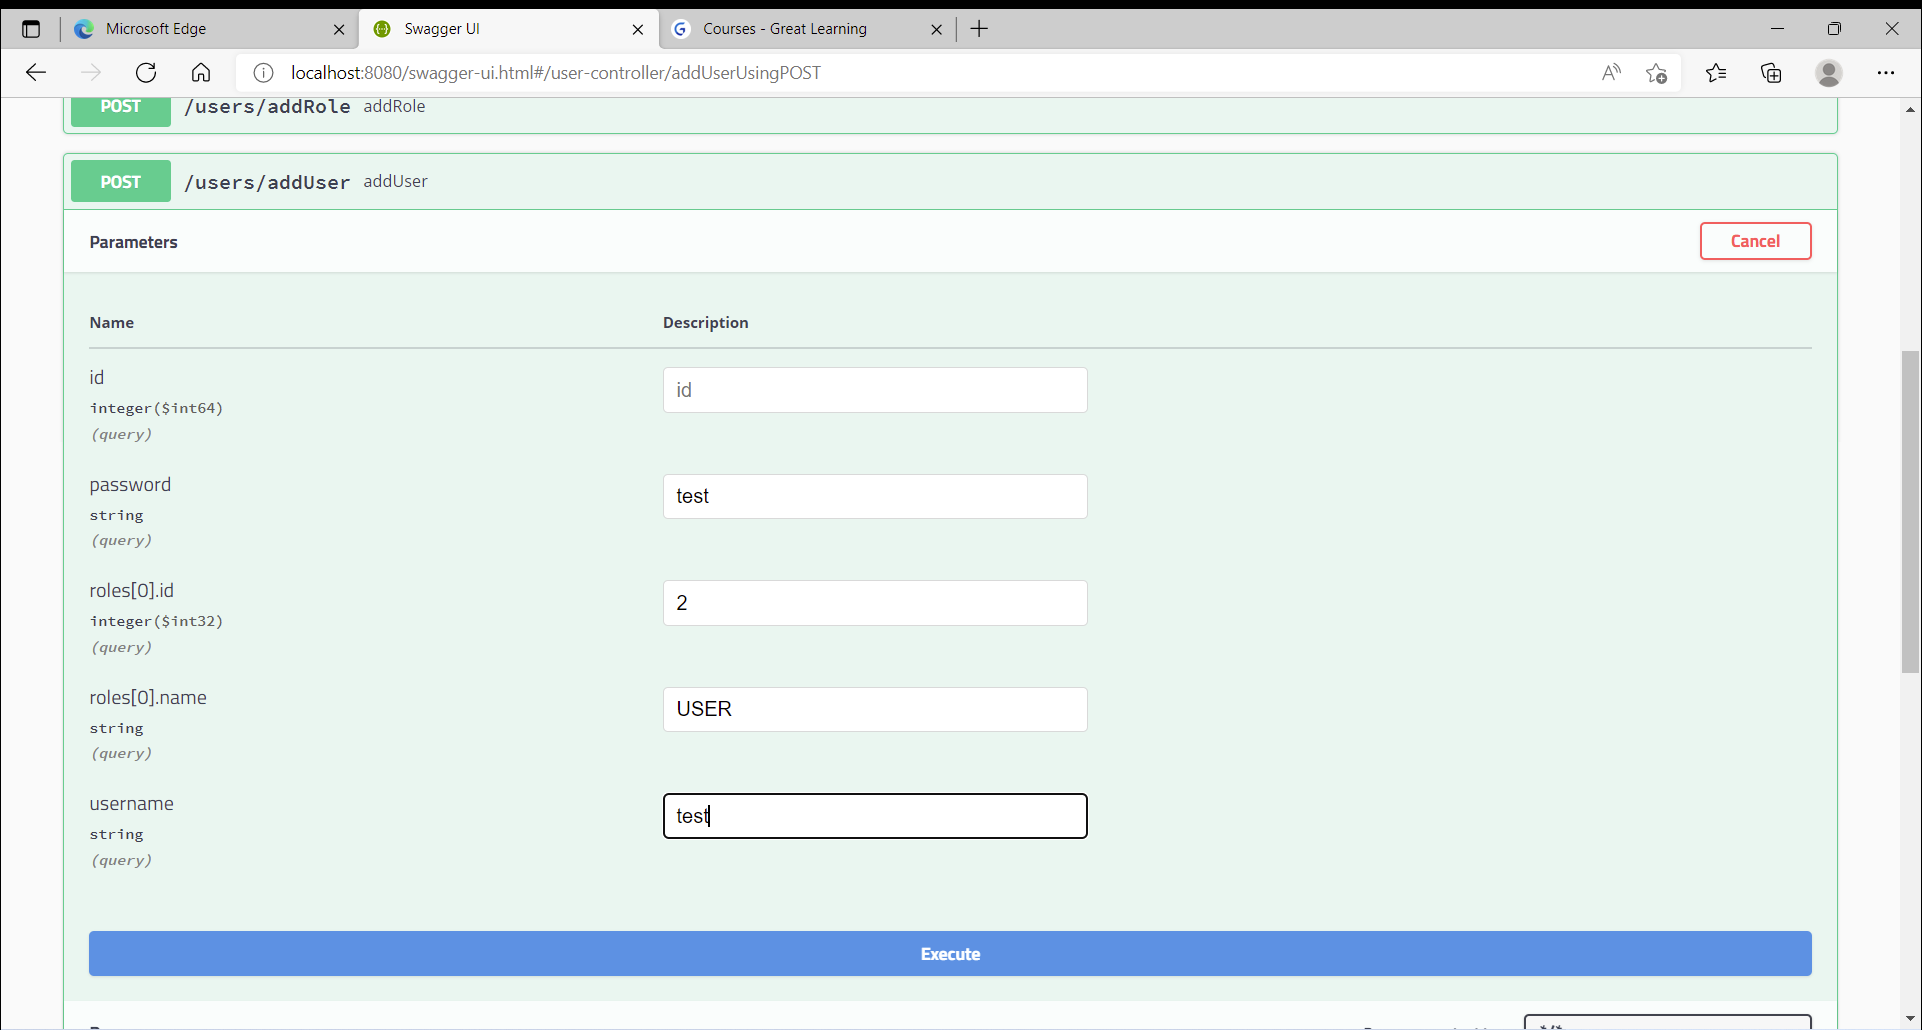 Microsoft Edge
Swagger UI
Courses - Great Learning
localhost:8080/swagger-ui.html#/user-controller/addUserUsingPOST
POST /users/addRole addRole
POST /users/addUser addUser
Parameters
Cancel
Name Description
id
integer($int64)
(query)
id
password
string
(query)
test
roles[0].id
integer($int32)
(query)
2
roles[0].name
string
(query)
USER
username
string
(query)
test
Execute